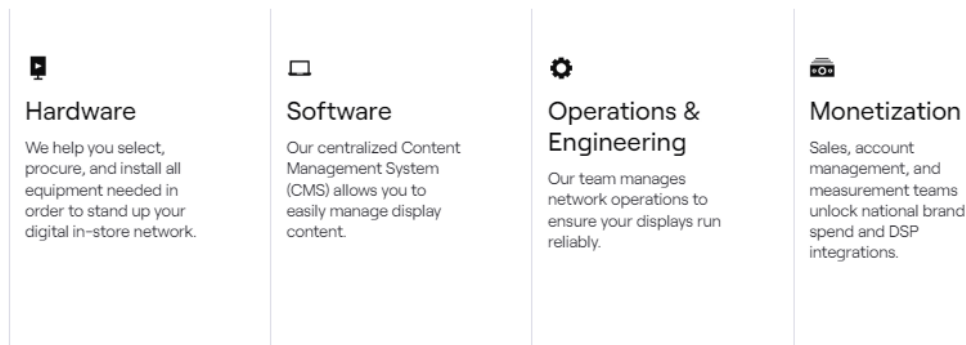 Hardware
We help you select,
procure, and install all
equipment needed in
order to stand up your
digital in-store network.
Software
Our centralized Content
Management System
(CMS) allows you to
easily manage display
content.
Operations &
Engineering
Our team manages
network operations to
ensure your displays run
reliably.
Monetization
Sales, account
management, and
measurement teams
unlock national brand
spend and DSP
integrations.